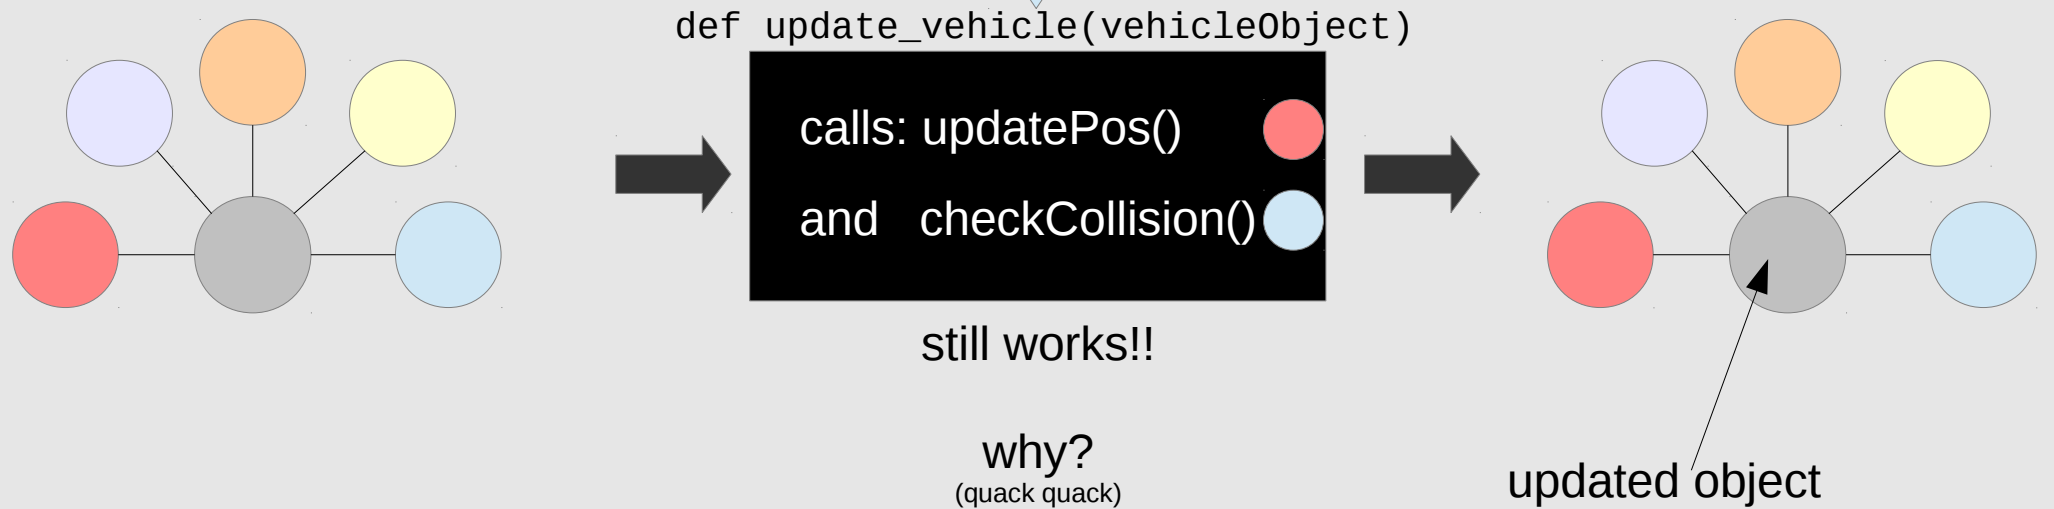 def update_vehicle(vehicleObject)
calls: updatePos()
and checkCollision()
still works!!
why?
(quack quack)
updated object